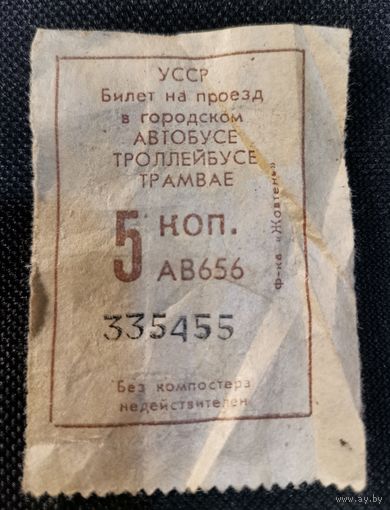 УССР
Билет на проезд
в городском
АВТОБУСЕ
ТРОЛЛЕЙБУСЕ
ТРАМВАЕ
5 коп.
АВ656
335455
Без компостера
недействителен
ф-ка «Жовтень»
www.ay.by